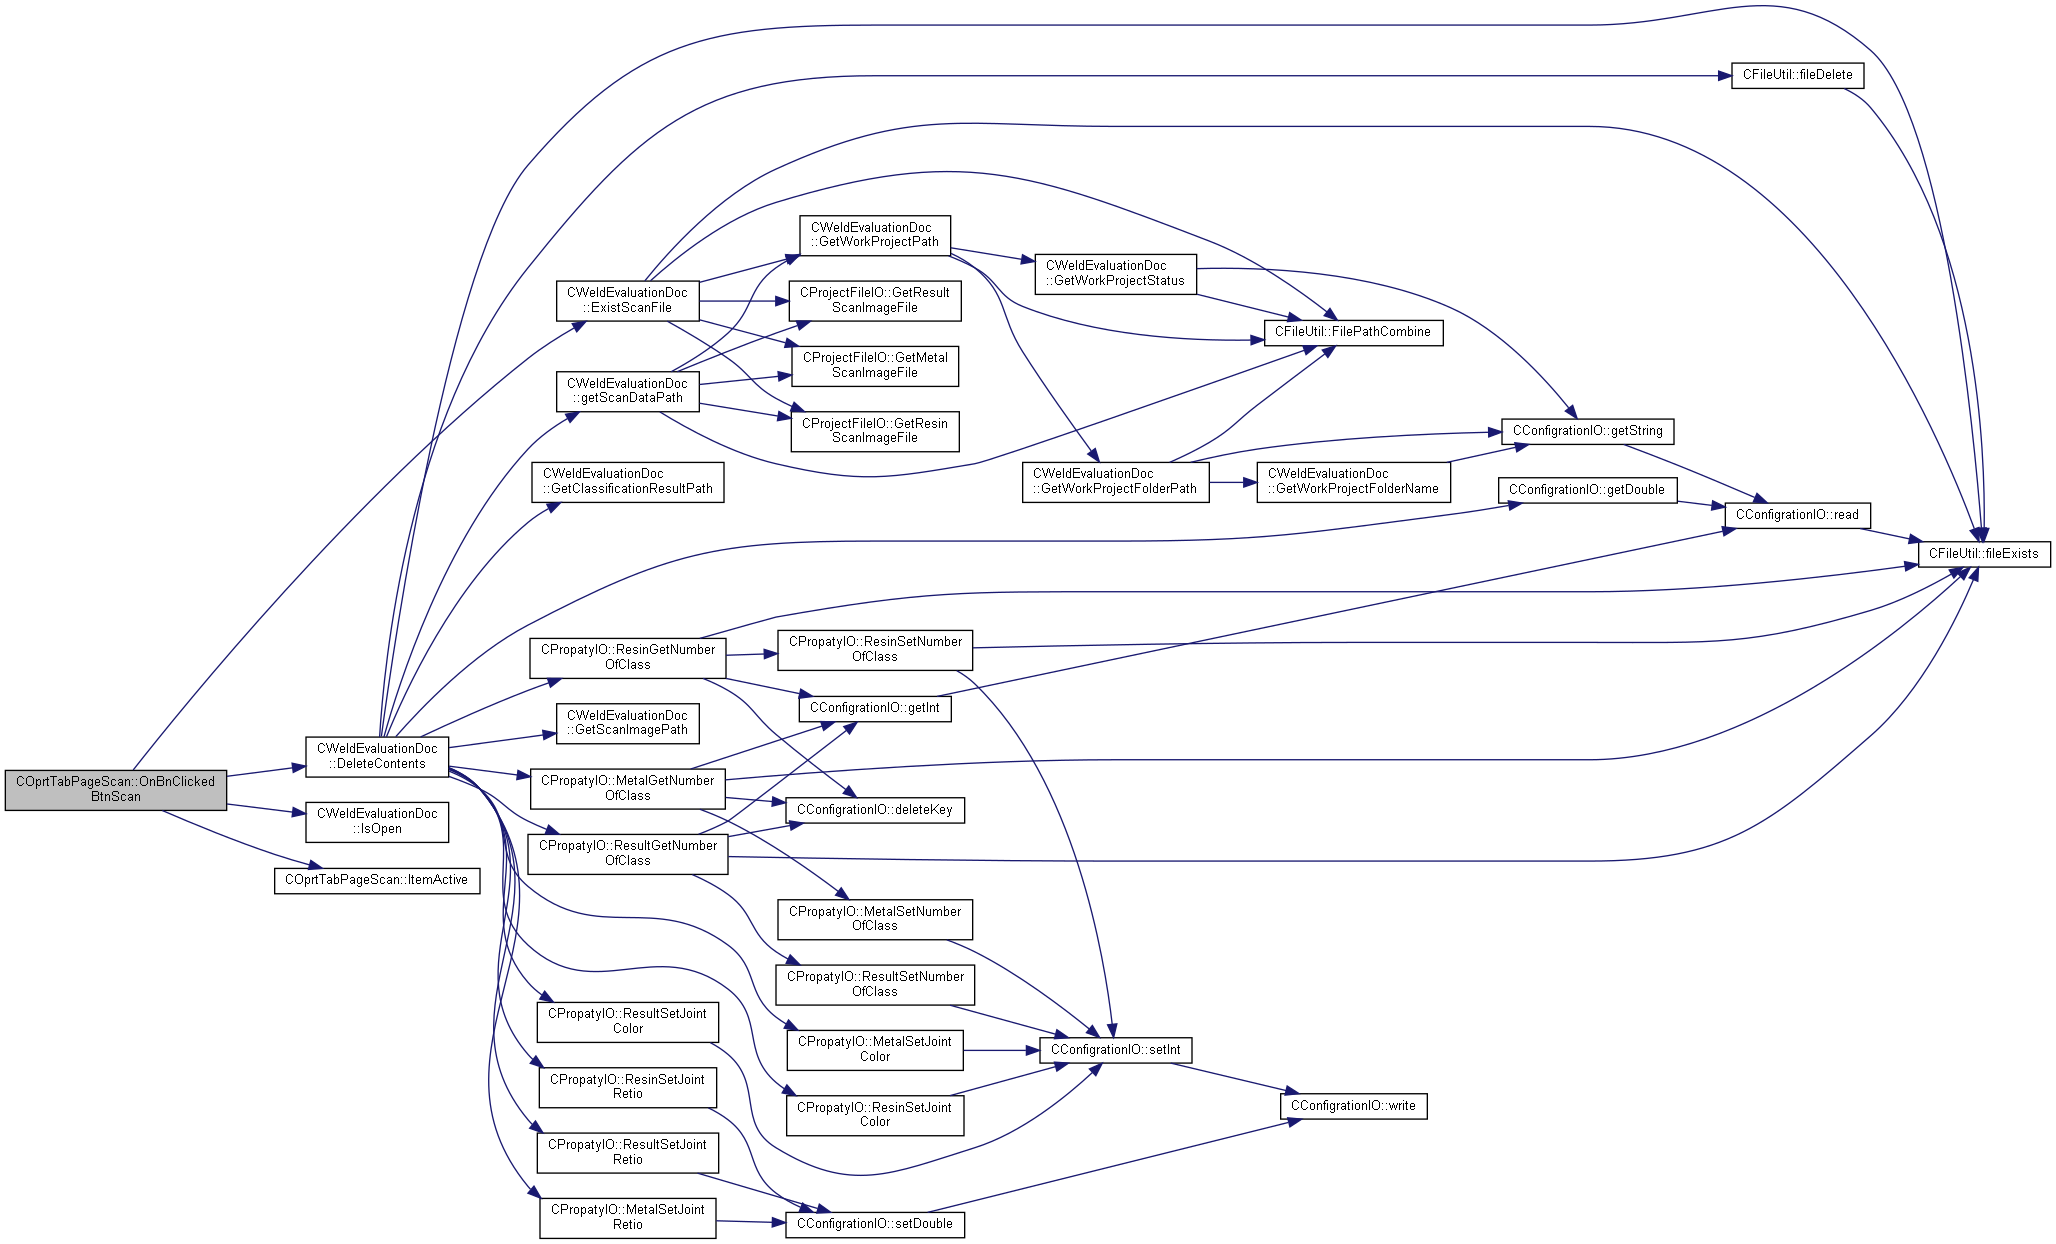 COprtTabPageScan::OnBnClicked
BtnScan
CWeldEvaluationDoc
::DeleteContents
CWeldEvaluationDoc
::IsOpen
COprtTabPageScan::ItemActive
CWeldEvaluationDoc
::ExistScanFile
CWeldEvaluationDoc
::getScanDataPath
CWeldEvaluationDoc
::GetClassificationResultPath
CPropatyIO::ResinGetNumber
OfClass
CWeldEvaluationDoc
::GetScanImagePath
CPropatyIO::MetalGetNumber
OfClass
CPropatyIO::ResultGetNumber
OfClass
CPropatyIO::ResultSetJoint
Color
CPropatyIO::ResinSetJoint
Retio
CPropatyIO::ResultSetJoint
Retio
CPropatyIO::MetalSetJoint
Retio
CWeldEvaluationDoc
::GetWorkProjectPath
CProjectFileIO::GetResult
ScanImageFile
CProjectFileIO::GetMetal
ScanImageFile
CProjectFileIO::GetResin
ScanImageFile
CPropatyIO::ResinSetNumber
OfClass
CConfigrationIO::getInt
CConfigrationIO::deleteKey
CPropatyIO::MetalSetNumber
OfClass
CPropatyIO::ResultSetNumber
OfClass
CPropatyIO::MetalSetJoint
Color
CPropatyIO::ResinSetJoint
Color
CConfigrationIO::setDouble
CWeldEvaluationDoc
::GetWorkProjectStatus
CWeldEvaluationDoc
::GetWorkProjectFolderPath
CConfigrationIO::setInt
CFileUtil::FilePathCombine
CWeldEvaluationDoc
::GetWorkProjectFolderName
CConfigrationIO::write
CConfigrationIO::getString
CConfigrationIO::getDouble
CFileUtil::fileDelete
CConfigrationIO::read
CFileUtil::fileExists